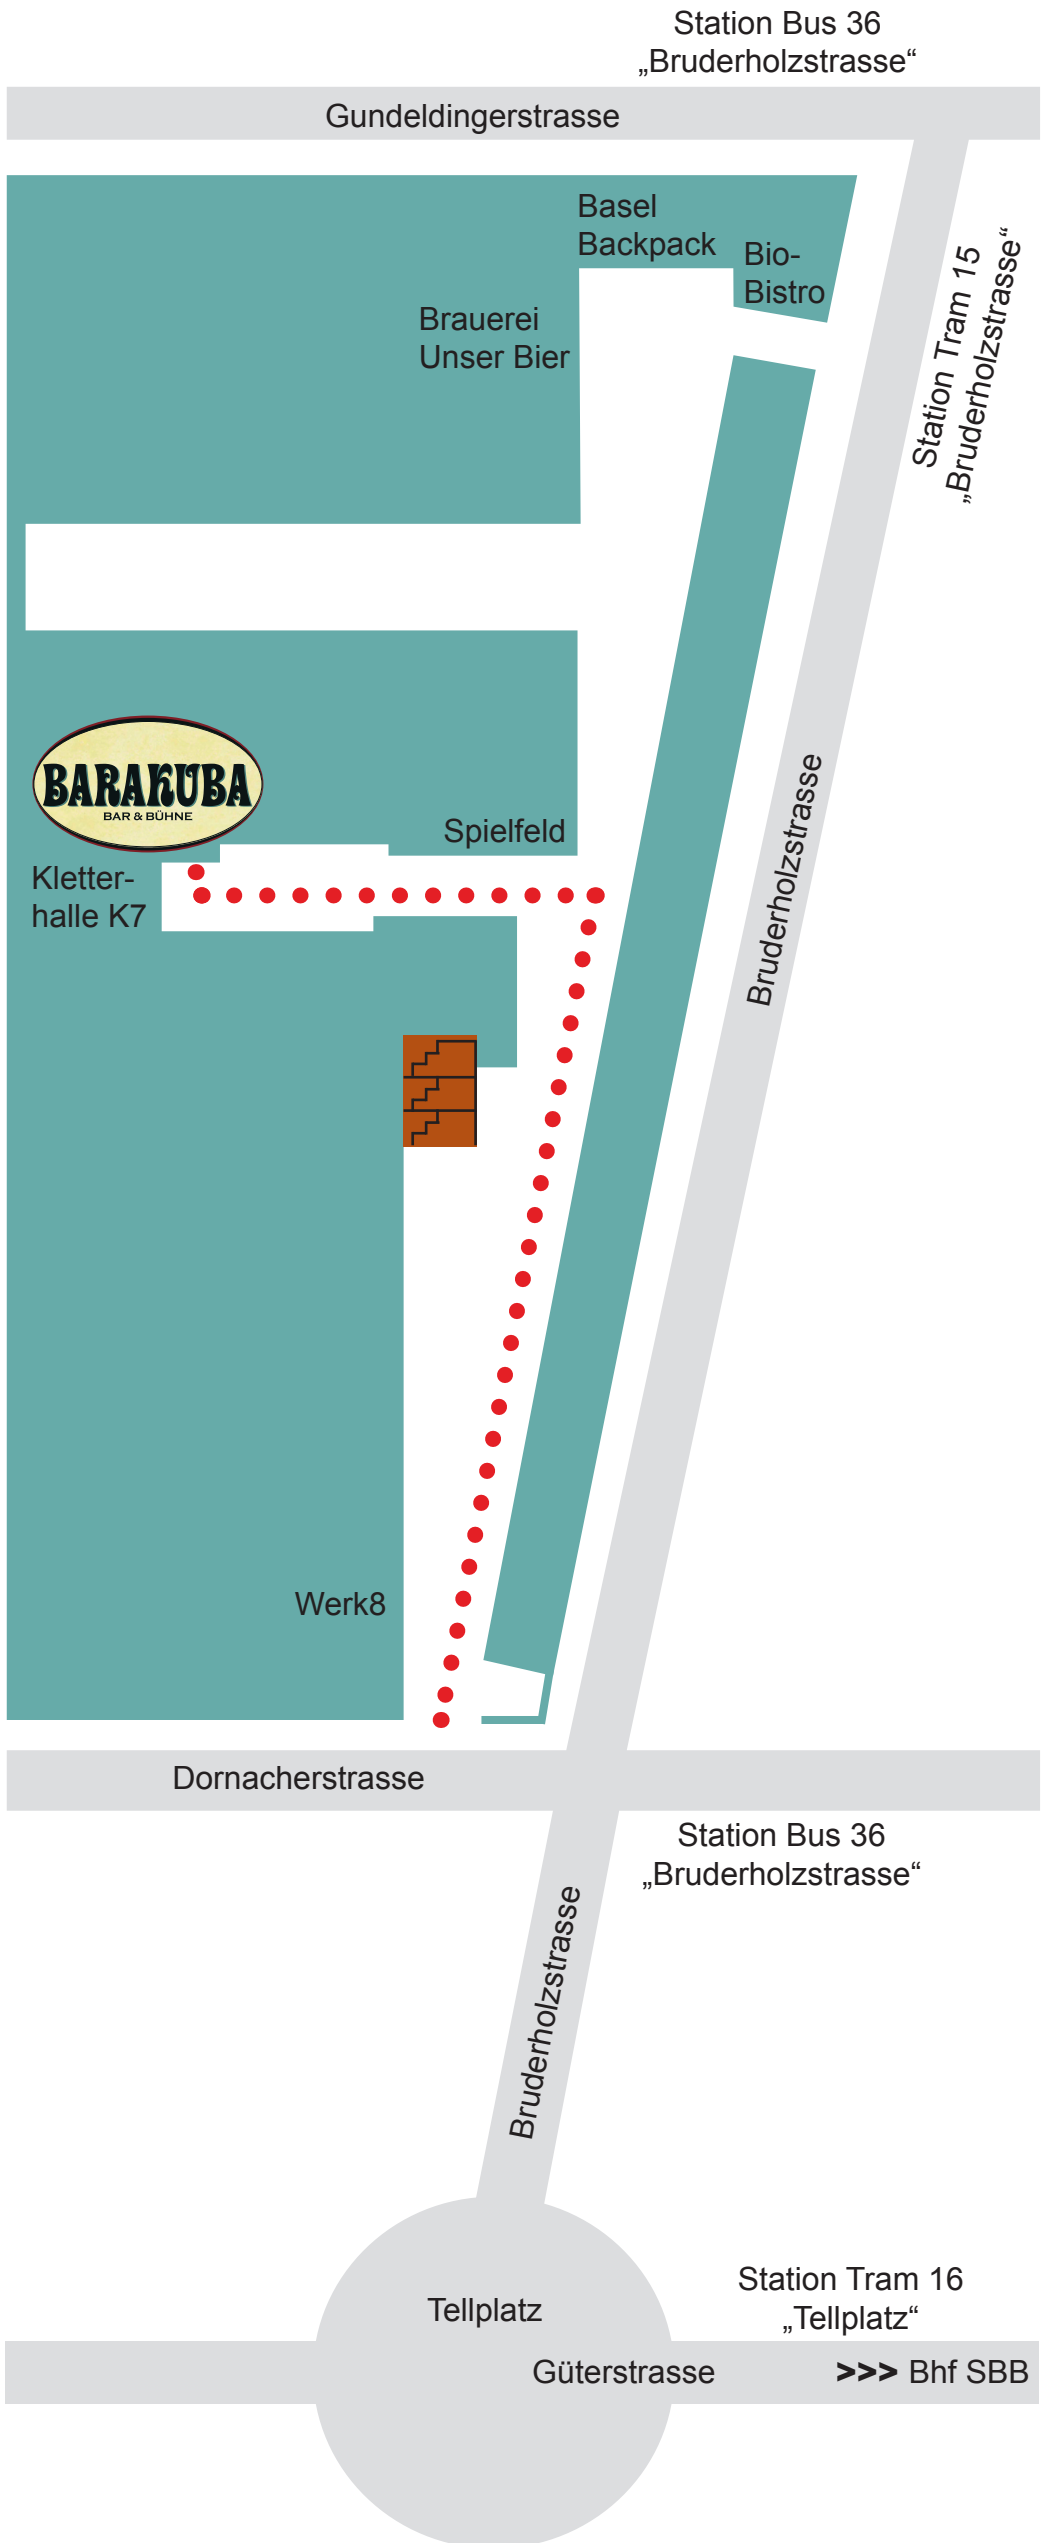 Station Bus 36
„Bruderholzstrasse“
Gundeldingerstrasse
Basel
Backpack
Bio-
Bistro
Station Tram 15
„Bruderholzstrasse“
Brauerei
Unser Bier
BARAKUBA
BAR & BÜHNE
Spielfeld
Kletter-
halle K7
Bruderholzstrasse
Werk8
Dornacherstrasse
Station Bus 36
„Bruderholzstrasse“
Bruderholzstrasse
Tellplatz
Station Tram 16
„Tellplatz“
Güterstrasse
>>> Bhf SBB